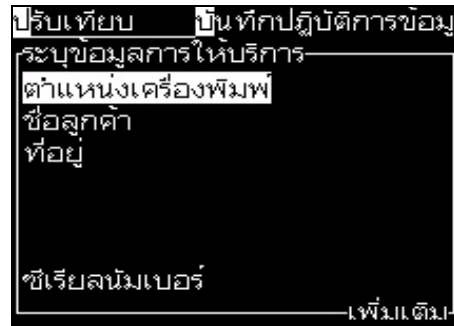 ปรับเทียบ บันทึกปฏิบัติการข้อมู
ระบุข้อมูลการให้บริการ
ตำแหน่งเครื่องพิมพ์
ชื่อลูกค้า
ที่อยู่
ซีเรียลนัมเบอร์
เพิ่มเติม